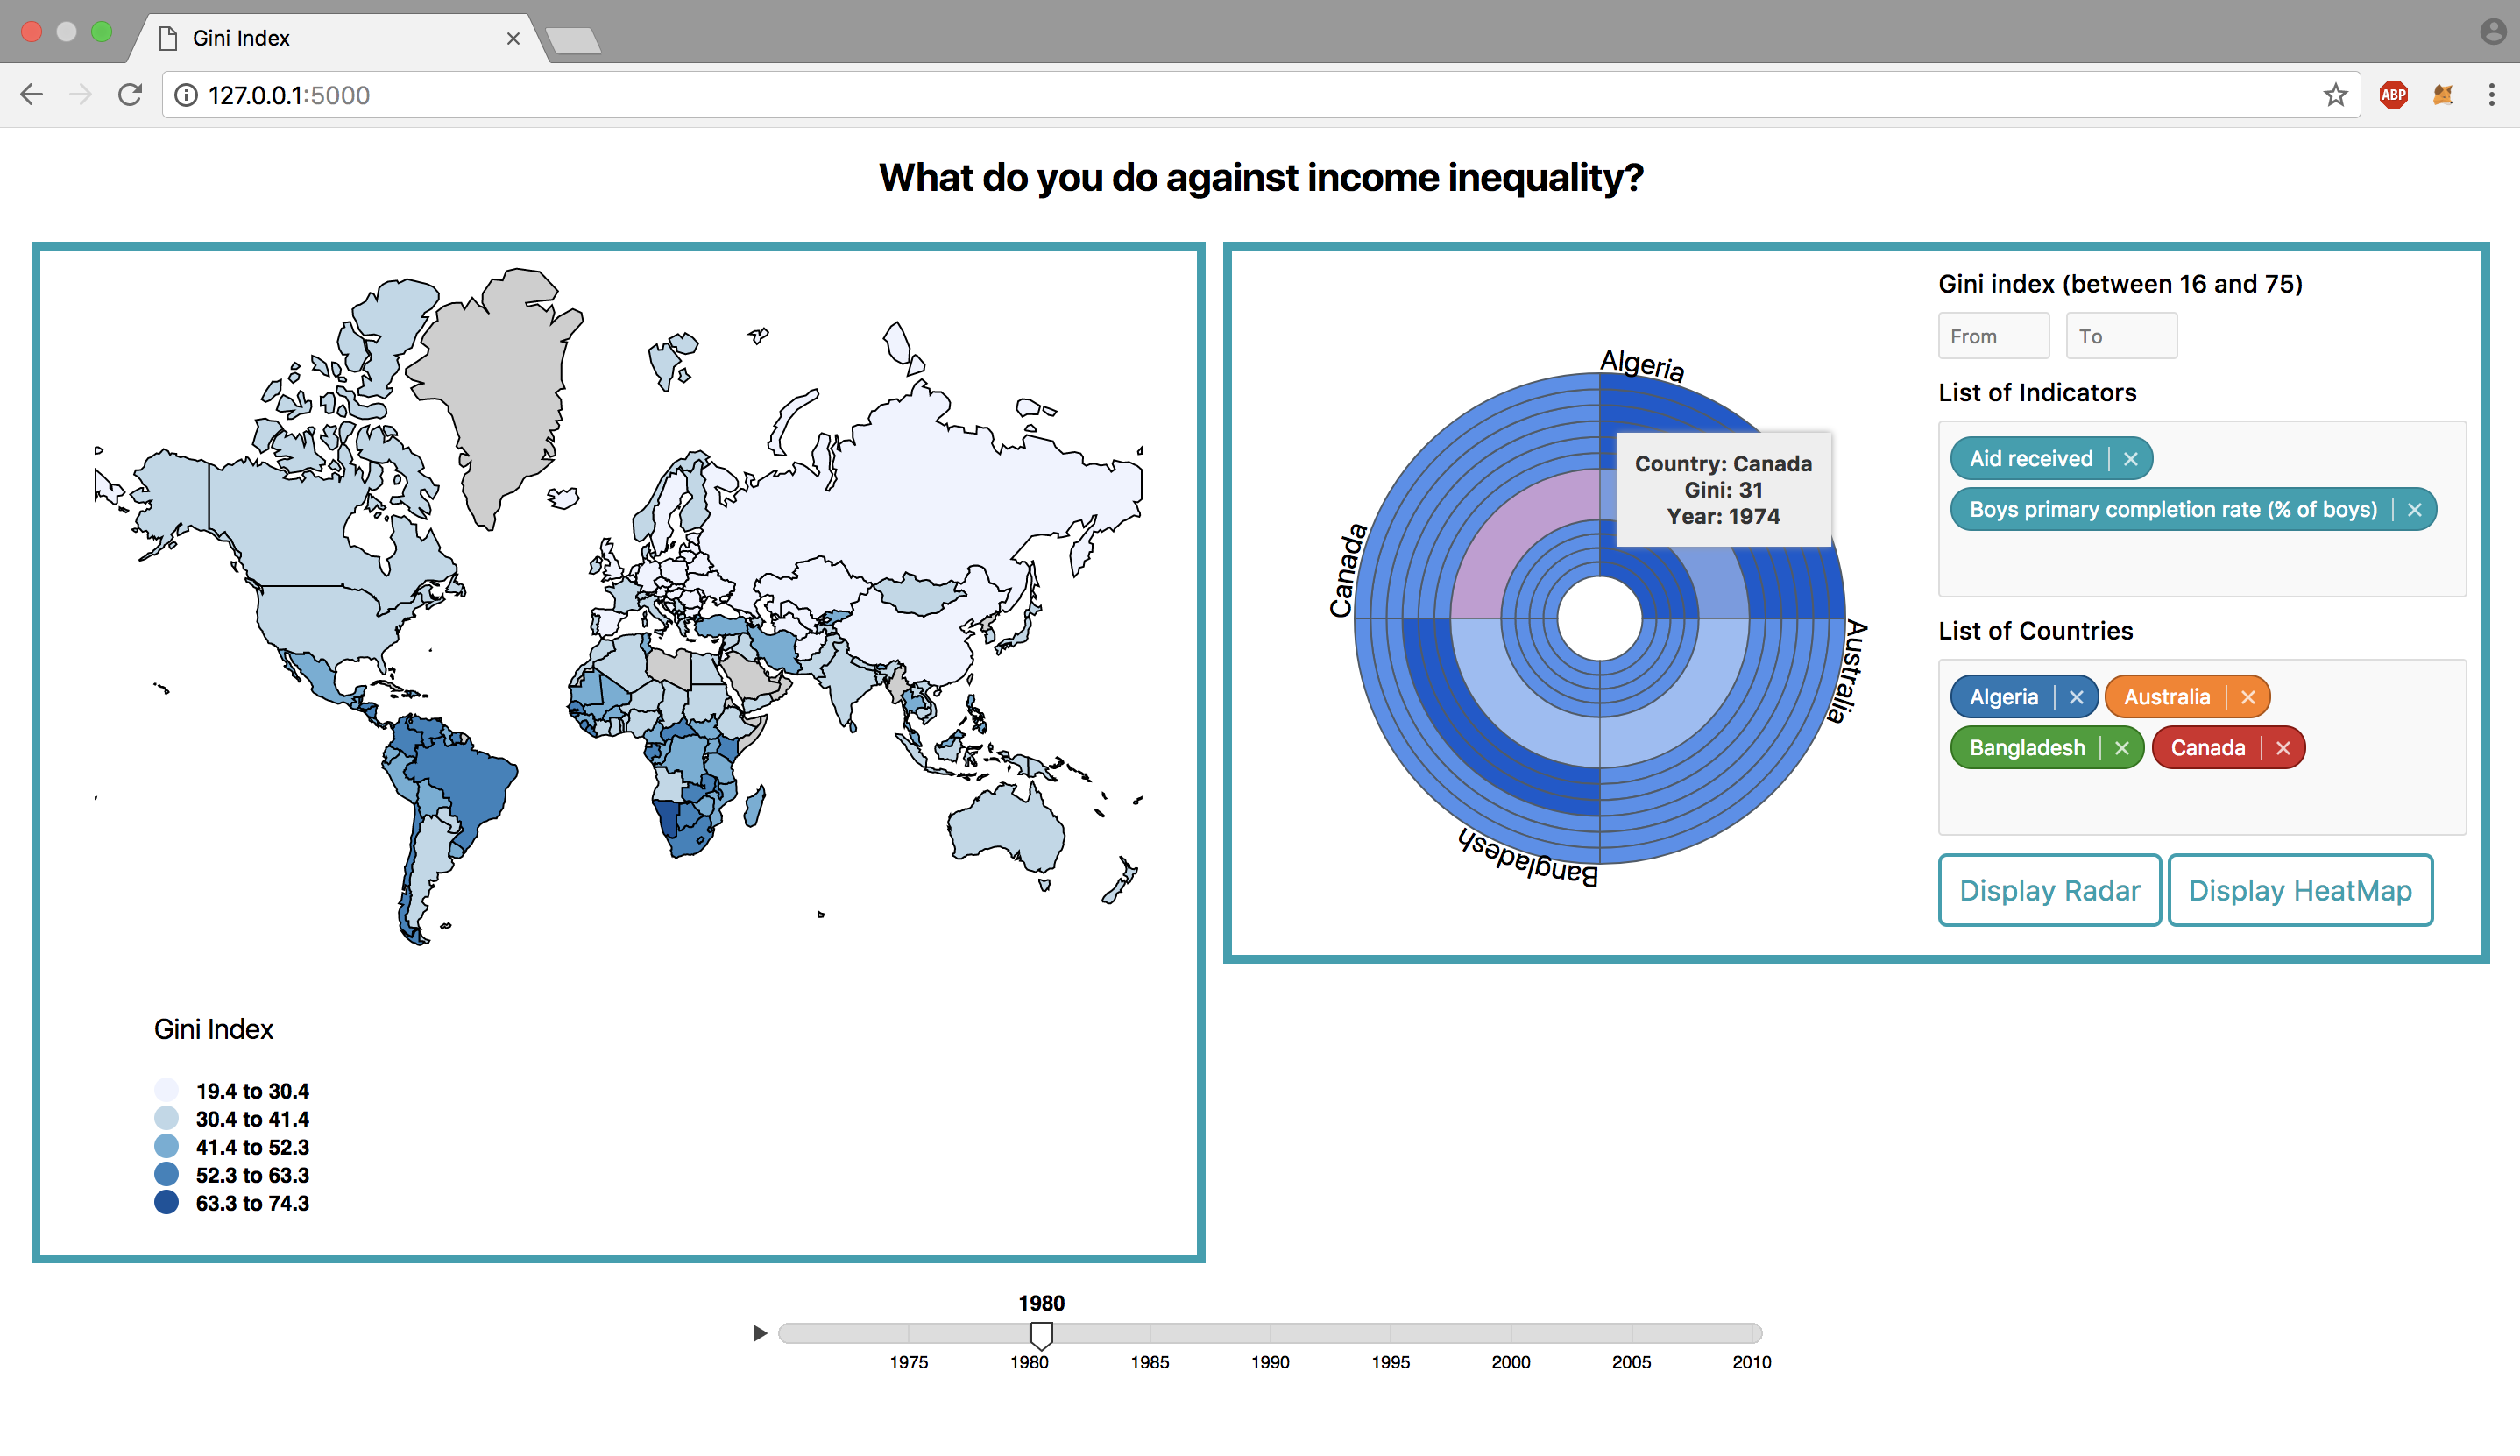 Gini Index
127.0.0.1:5000
ABP
What do you do against income inequality?
Gini Index
19.4 to 30.4
30.4 to 41.4
41.4 to 52.3
52.3 to 63.3
63.3 to 74.3
Algeria
Australia
Bangladesh
Canada
Country: Canada
Gini: 31
Year: 1974
Gini index (between 16 and 75)
From To
List of Indicators
Aid received
Boys primary completion rate (% of boys)
List of Countries
Algeria Australia
Bangladesh Canada
Display Radar Display HeatMap
1980
1975 1980 1985 1990 1995 2000 2005 2010